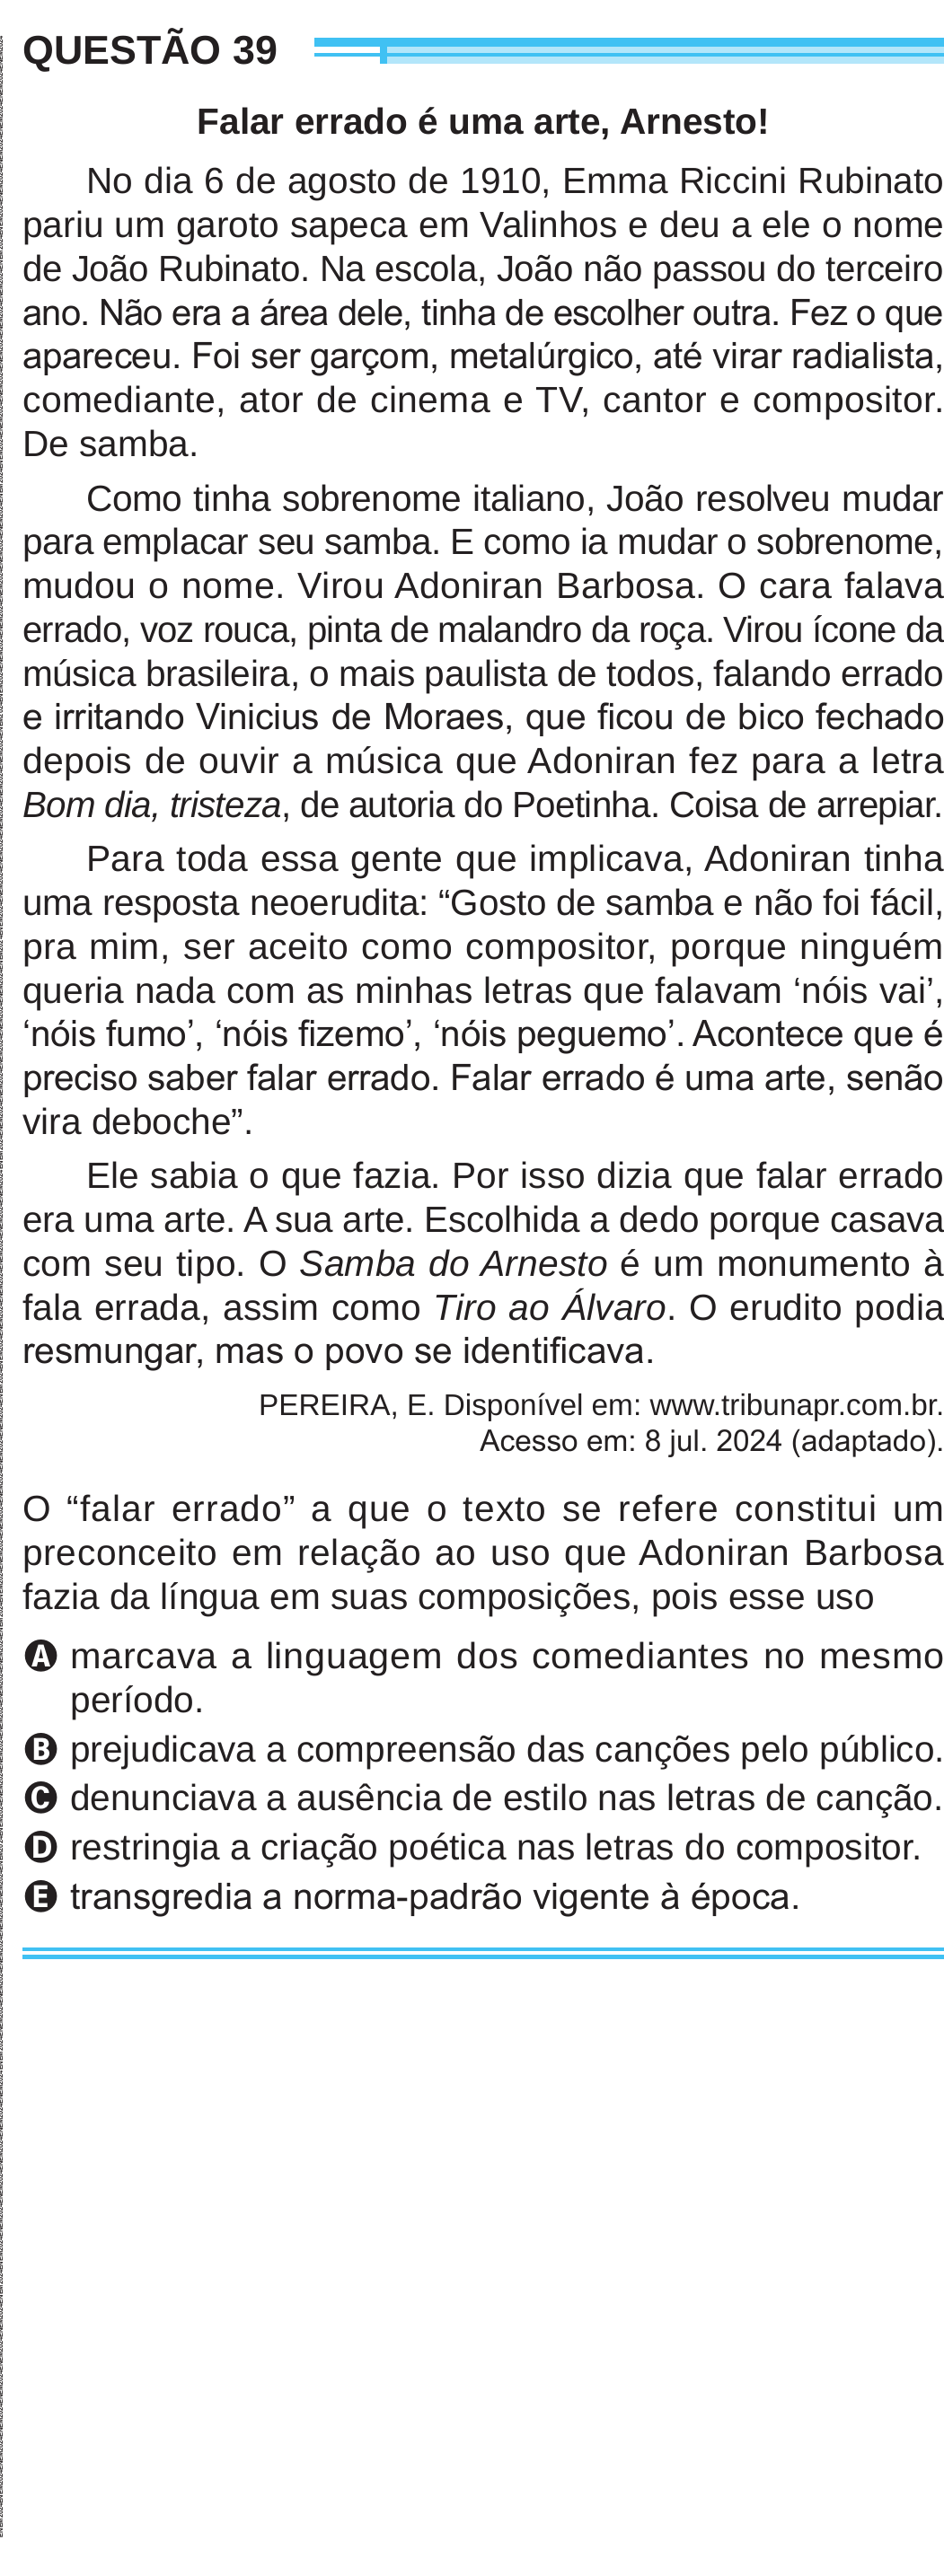 QUESTÃO 39
Falar errado é uma arte, Arnesto!
No dia 6 de agosto de 1910, Emma Riccini Rubinato
pariu um garoto sapeca em Valinhos e deu a ele o nome
de João Rubinato. Na escola, João não passou do terceiro
ano. Não era a área dele, tinha de escolher outra. Fez o que
apareceu. Foi ser garçom, metalúrgico, até virar radialista,
comediante, ator de cinema e TV, cantor e compositor.
De samba.
Como tinha sobrenome italiano, João resolveu mudar
para emplacar seu samba. E como ia mudar o sobrenome,
mudou o nome. Virou Adoniran Barbosa. O cara falava
errado, voz rouca, pinta de malandro da roça. Virou ícone da
música brasileira, o mais paulista de todos, falando errado
e irritando Vinicius de Moraes, que ficou de bico fechado
depois de ouvir a música que Adoniran fez para a letra
Bom dia, tristeza, de autoria do Poetinha. Coisa de arrepiar.
Para toda essa gente que implicava, Adoniran tinha
uma resposta neoerudita: “Gosto de samba e não foi fácil,
pra mim, ser aceito como compositor, porque ninguém
queria nada com as minhas letras que falavam ‘nóis vai’,
‘nóis fumo’, ‘nóis fizemo’, ‘nóis peguemo’. Acontece que é
preciso saber falar errado. Falar errado é uma arte, senão
vira deboche”.
Ele sabia o que fazia. Por isso dizia que falar errado
era uma arte. A sua arte. Escolhida a dedo porque casava
com seu tipo. O Samba do Arnesto é um monumento à
fala errada, assim como Tiro ao Álvaro. O erudito podia
resmungar, mas o povo se identificava.
PEREIRA, E. Disponível em: www.tribunapr.com.br.
Acesso em: 8 jul. 2024 (adaptado).
O “falar errado” a que o texto se refere constitui um
preconceito em relação ao uso que Adoniran Barbosa
fazia da língua em suas composições, pois esse uso
A marcava a linguagem dos comediantes no mesmo
período.
B prejudicava a compreensão das canções pelo público.
C denunciava a ausência de estilo nas letras de canção.
D restringia a criação poética nas letras do compositor.
E transgredia a norma-padrão vigente à época.